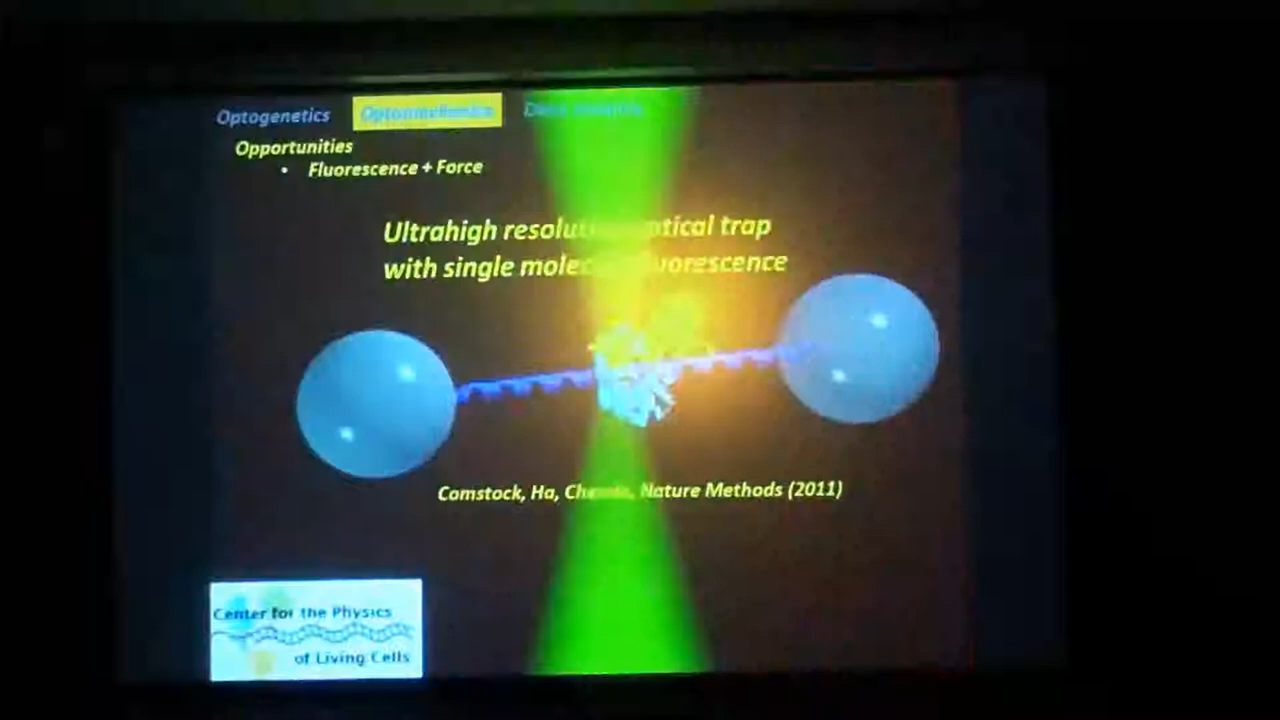 Optogenetics
Opportunities
• Fluorescence + Force
Ultrahigh resolution optical trap
with single molecule fluorescence
Comstock, Ha, Chemla, Nature Methods (2011)
Center for the Physics
of Living Cells